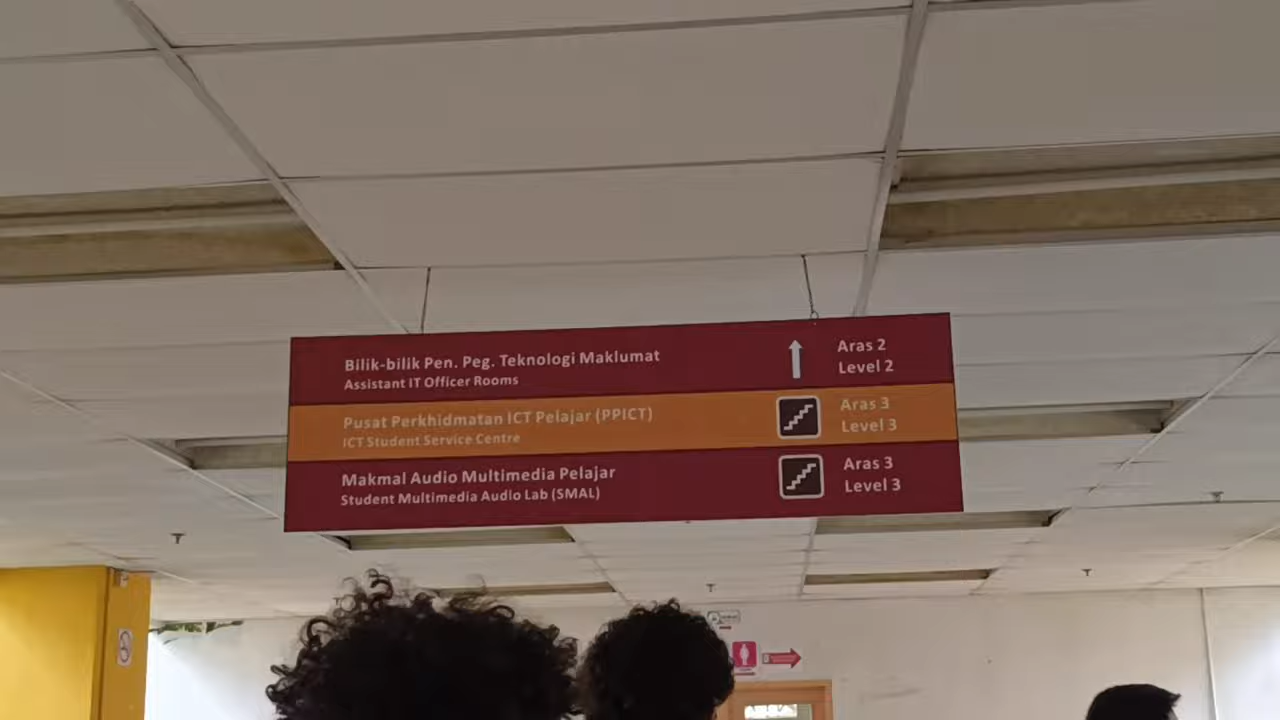 Bilik-bilik Pen. Peg. Teknologi Maklumat
Assistant IT Officer Rooms
Aras 2
Level 2
Pusat Perkhidmatan ICT Pelajar (PPICT)
ICT Student Service Centre
Aras 3
Level 3
Makmal Audio Multimedia Pelajar
Student Multimedia Audio Lab (SMAL)
Aras 3
Level 3